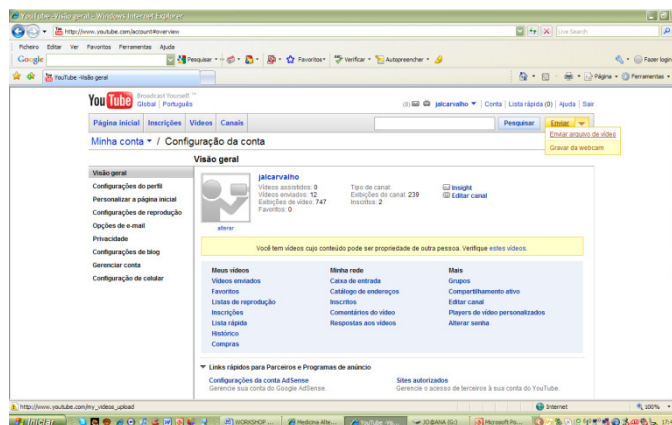 YouTube -Visão geral - Windows Internet Explorer
http://www.youtube.com/account#overview
Live Search
Ficheiro Editar Ver Favoritos Ferramentas Ajuda
Google
Pesquisar
Favoritos
Verificar
Autopreencher
Fazer login
YouTube -Visão geral
Página
Ferramentas
YouTube
Broadcast Yourself ™
Global Português
(0) jalcarvalho Conta Lista rápida (0) Ajuda Sair
Página inicial Inscrições Vídeos Canais
Pesquisar
Enviar
Enviar arquivo de vídeo
Gravar da webcam
Minha conta / Configuração da conta
Visão geral
Visão geral
Configurações do perfil
Personalizar a página inicial
Configurações de reprodução
Opções de e-mail
Privacidade
Configurações de blog
Gerenciar conta
Configuração de celular
jalcarvalho
Vídeos assistidos: 0
Vídeos enviados: 12
Exibições de vídeo: 747
Favoritos: 0
Tipo de canal:
Exibições do canal: 239
Inscritos: 2
Insight
Editar canal
alterar
Você tem vídeos cujo conteúdo pode ser propriedade de outra pessoa. Verifique estes vídeos.
Meus vídeos
Vídeos enviados
Favoritos
Listas de reprodução
Inscrições
Lista rápida
Histórico
Compras
Minha rede
Caixa de entrada
Catálogo de endereços
Inscritos
Comentários do vídeo
Respostas aos vídeos
Mais
Grupos
Compartilhamento ativo
Editar canal
Players de vídeo personalizados
Alterar senha
Links rápidos para Parceiros e Programas de anúncio
Configurações da conta AdSense
Gerencie sua conta do Google AdSense.
Sites autorizados
Gerencie o acesso de terceiros à sua conta do YouTube.
http://www.youtube.com/my_videos_upload
Internet
100%
Iniciar
WORKSHOP ...
Medicina Alte...
JOANA (G:)
Microsoft Po...